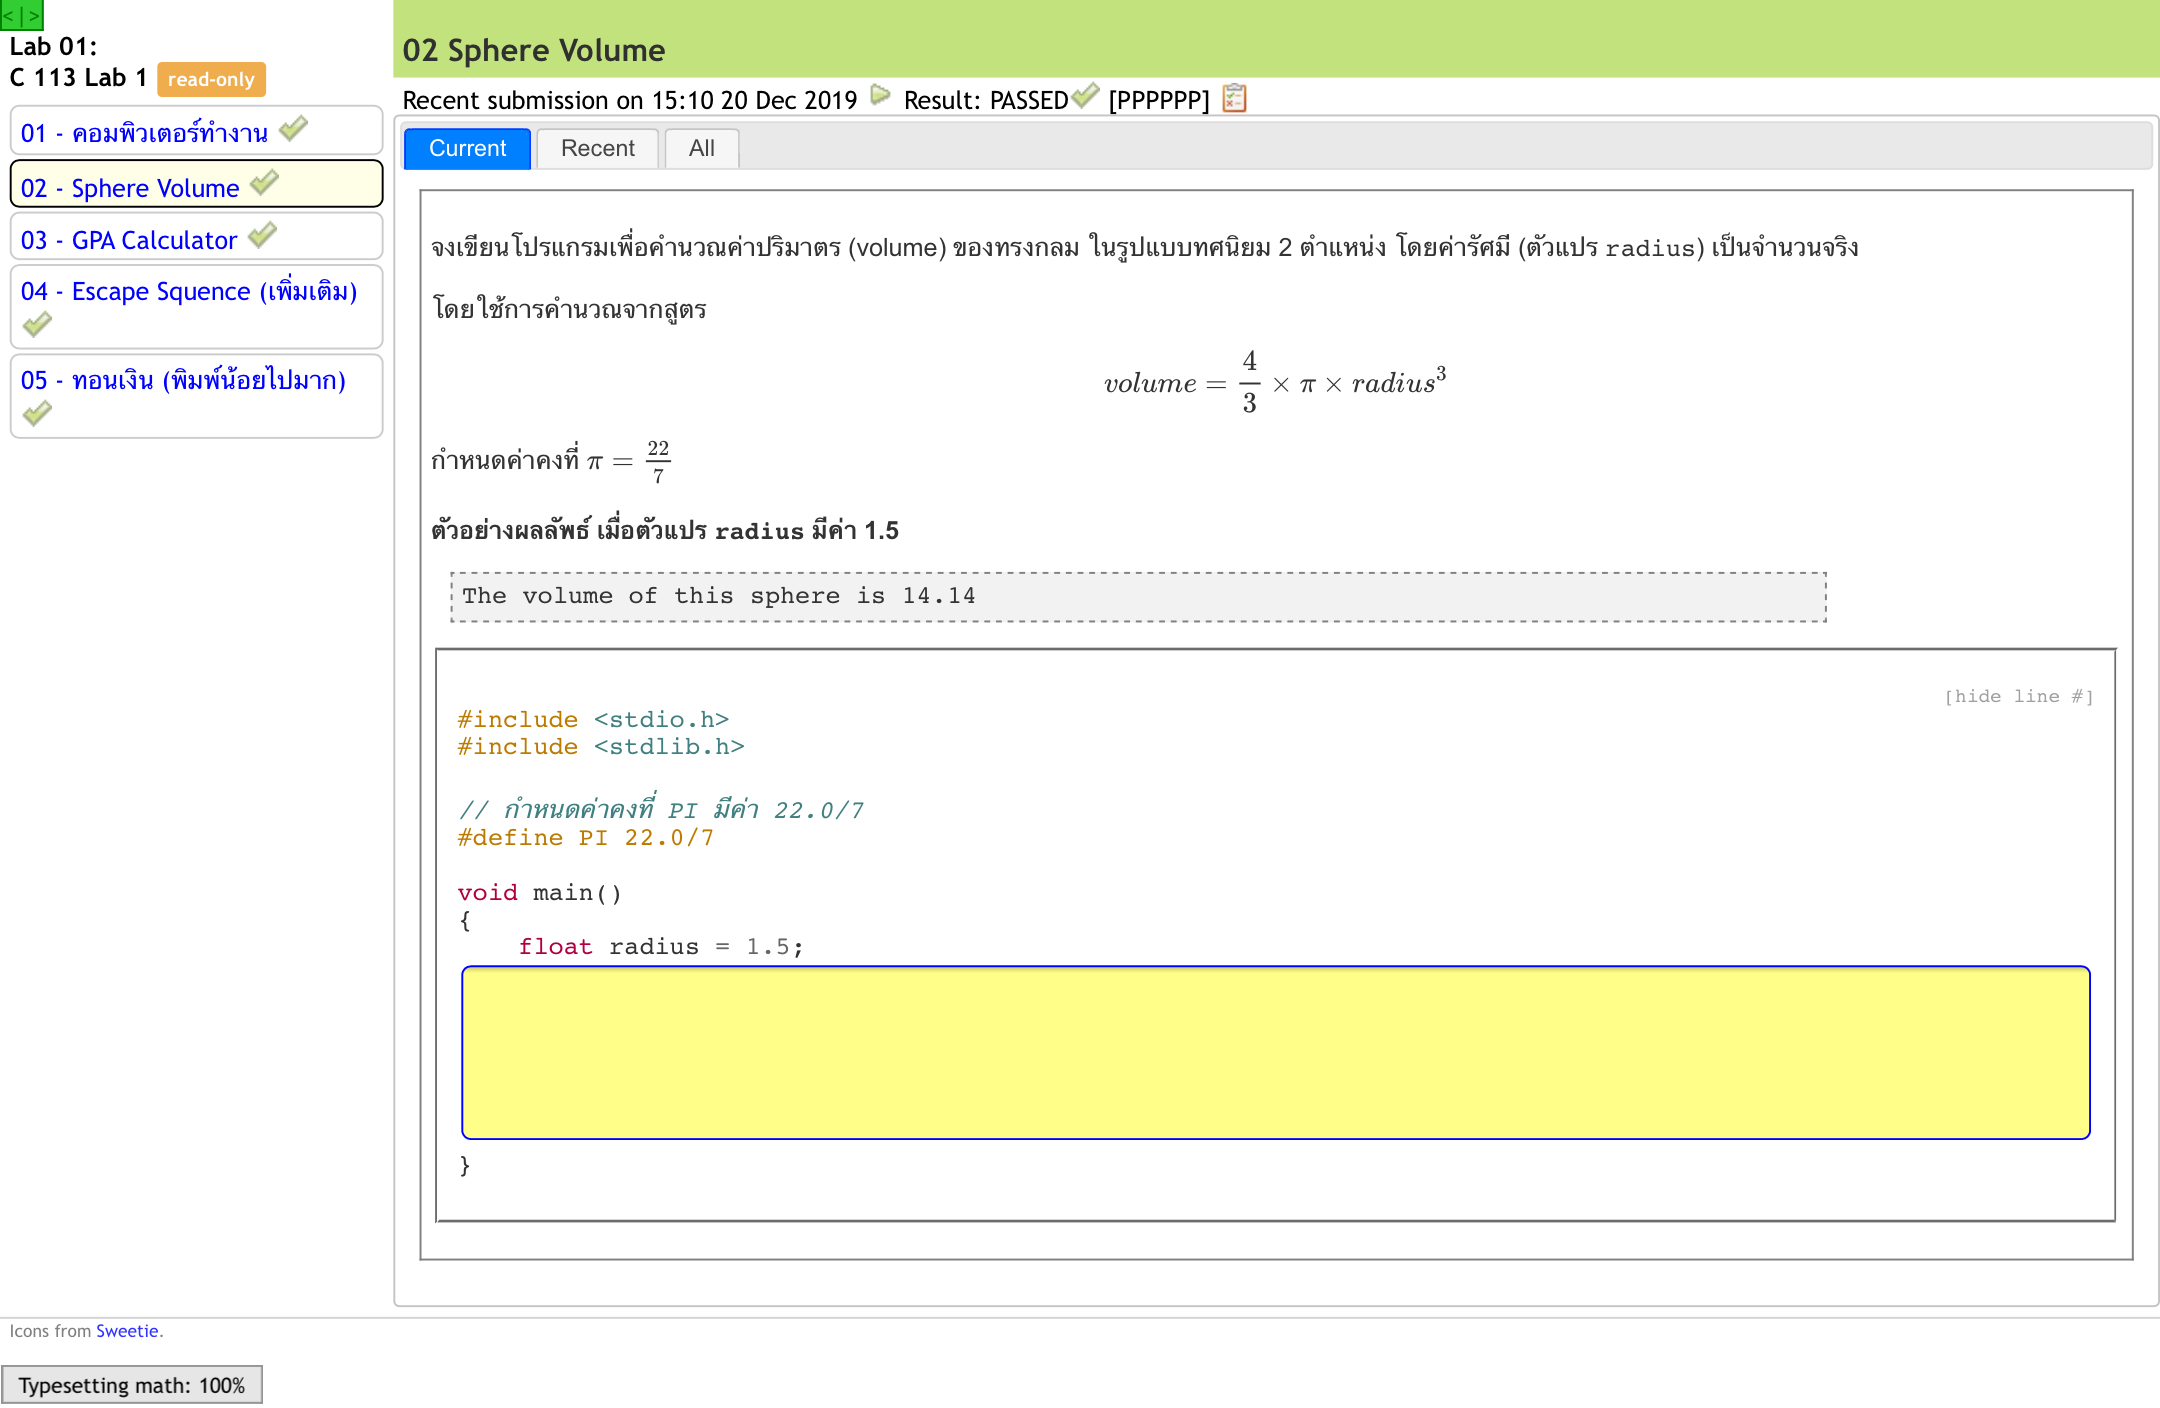 <|>
Lab 01:
C 113 Lab 1 read-only
01 - คอมพิวเตอร์ทำงาน
02 - Sphere Volume
03 - GPA Calculator
04 - Escape Squence (เพิ่มเติม)
05 - ทอนเงิน (พิมพ์น้อยไปมาก)
02 Sphere Volume
Recent submission on 15:10 20 Dec 2019 Result: PASSED [PPPPPP]
Current Recent All
จงเขียนโปรแกรมเพื่อคำนวณค่าปริมาตร (volume) ของทรงกลม ในรูปแบบทศนิยม 2 ตำแหน่ง โดยค่ารัศมี (ตัวแปร radius) เป็นจำนวนจริง
โดยใช้การคำนวณจากสูตร
volume = 4/3 × π × radius³
กำหนดค่าคงที่ π = 22/7
ตัวอย่างผลลัพธ์ เมื่อตัวแปร radius มีค่า 1.5
The volume of this sphere is 14.14
[hide line #]
#include <stdio.h>
#include <stdlib.h>
// กำหนดค่าคงที่ PI มีค่า 22.0/7
#define PI 22.0/7
void main()
{
float radius = 1.5;
}
Icons from Sweetie.
Typesetting math: 100%